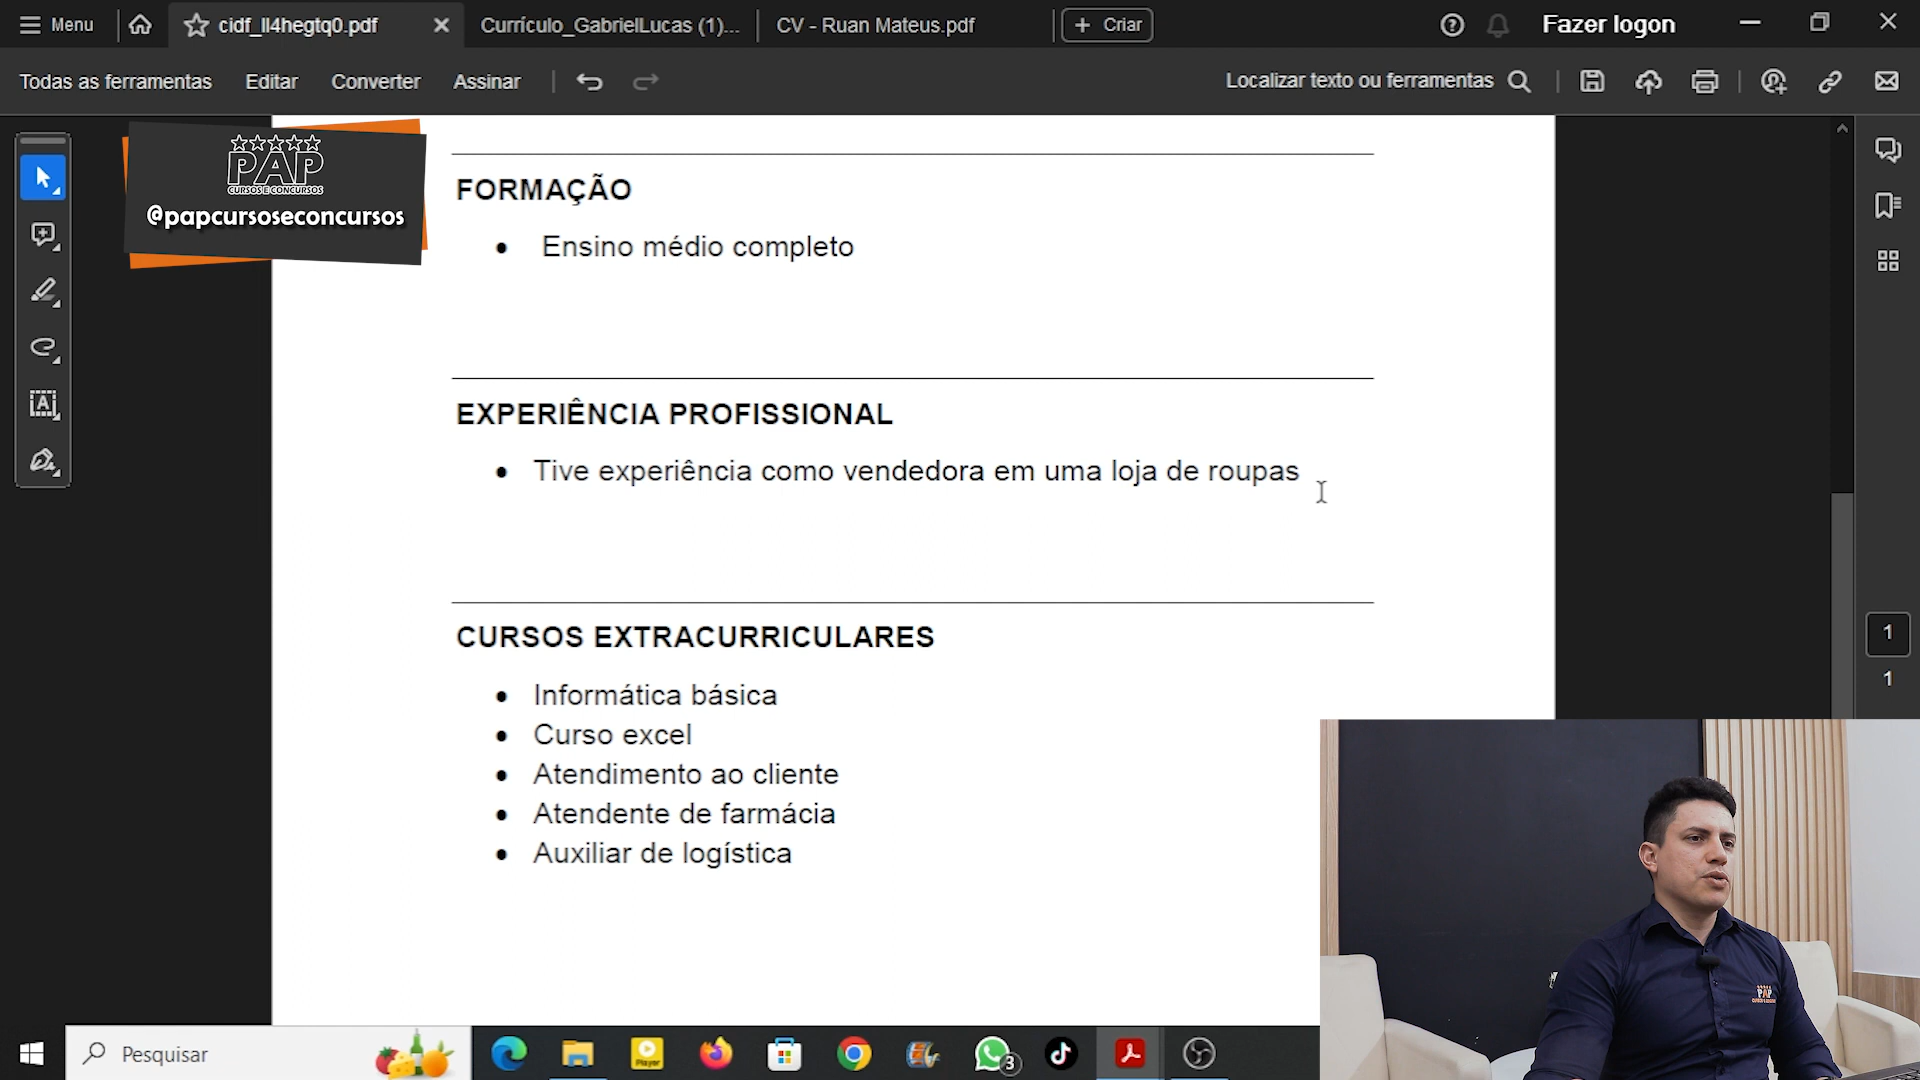 Menu
cidf_ll4hegtq0.pdf
Currículo_GabrielLucas (1)...
CV - Ruan Mateus.pdf
Criar
Fazer logon
Todas as ferramentas
Editar
Converter
Assinar
Localizar texto ou ferramentas
PAP
CURSOS E CONCURSOS
@papcursoseconcursos
FORMAÇÃO
• Ensino médio completo
EXPERIÊNCIA PROFISSIONAL
• Tive experiência como vendedora em uma loja de roupas
CURSOS EXTRACURRICULARES
• Informática básica
• Curso excel
• Atendimento ao cliente
• Atendente de farmácia
• Auxiliar de logística
1
1
PAP
Pesquisar
Player
3